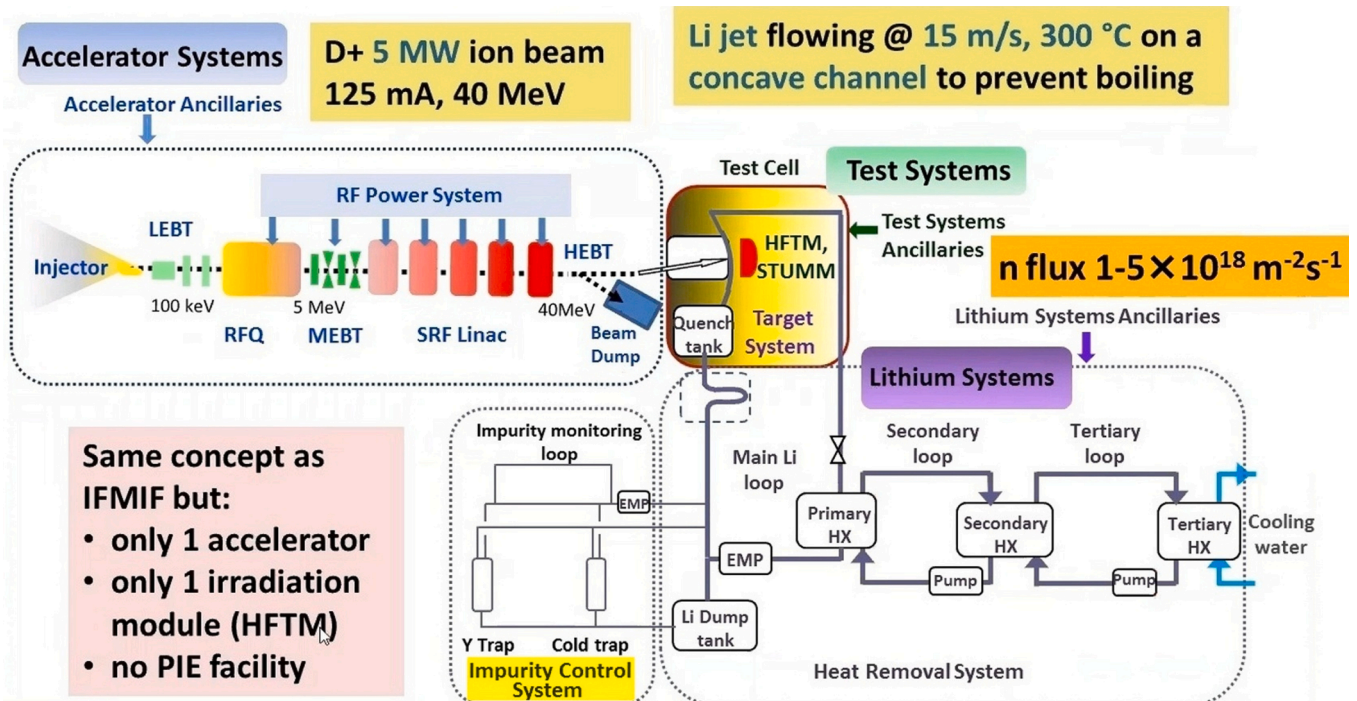 Accelerator Systems
D+ 5 MW ion beam
125 mA, 40 MeV
Li jet flowing @ 15 m/s, 300 °C on a
concave channel to prevent boiling
Accelerator Ancillaries
RF Power System
LEBT
Injector
100 keV
RFQ
5 MeV
MEBT
SRF Linac
HEBT
40MeV
Beam
Dump
Test Cell
Test Systems
HFTM,
STUMM
Test Systems
Ancillaries
n flux 1-5×10¹⁸ m⁻²s⁻¹
Quench
tank
Target
System
Lithium Systems Ancillaries
Lithium Systems
Same concept as
IFMIF but:
• only 1 accelerator
• only 1 irradiation
module (HFTM)
• no PIE facility
Impurity monitoring
loop
EMP
Y Trap
Cold trap
Impurity Control
System
Main Li
loop
Secondary
loop
Tertiary
loop
Primary
HX
Secondary
HX
Tertiary
HX
Cooling
water
EMP
Pump
Pump
Li Dump
tank
Heat Removal System